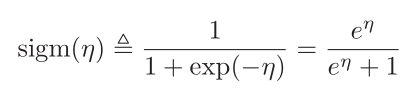 sigm(η) ≜ 1 / (1 + exp(−η)) = e^η / (e^η + 1)